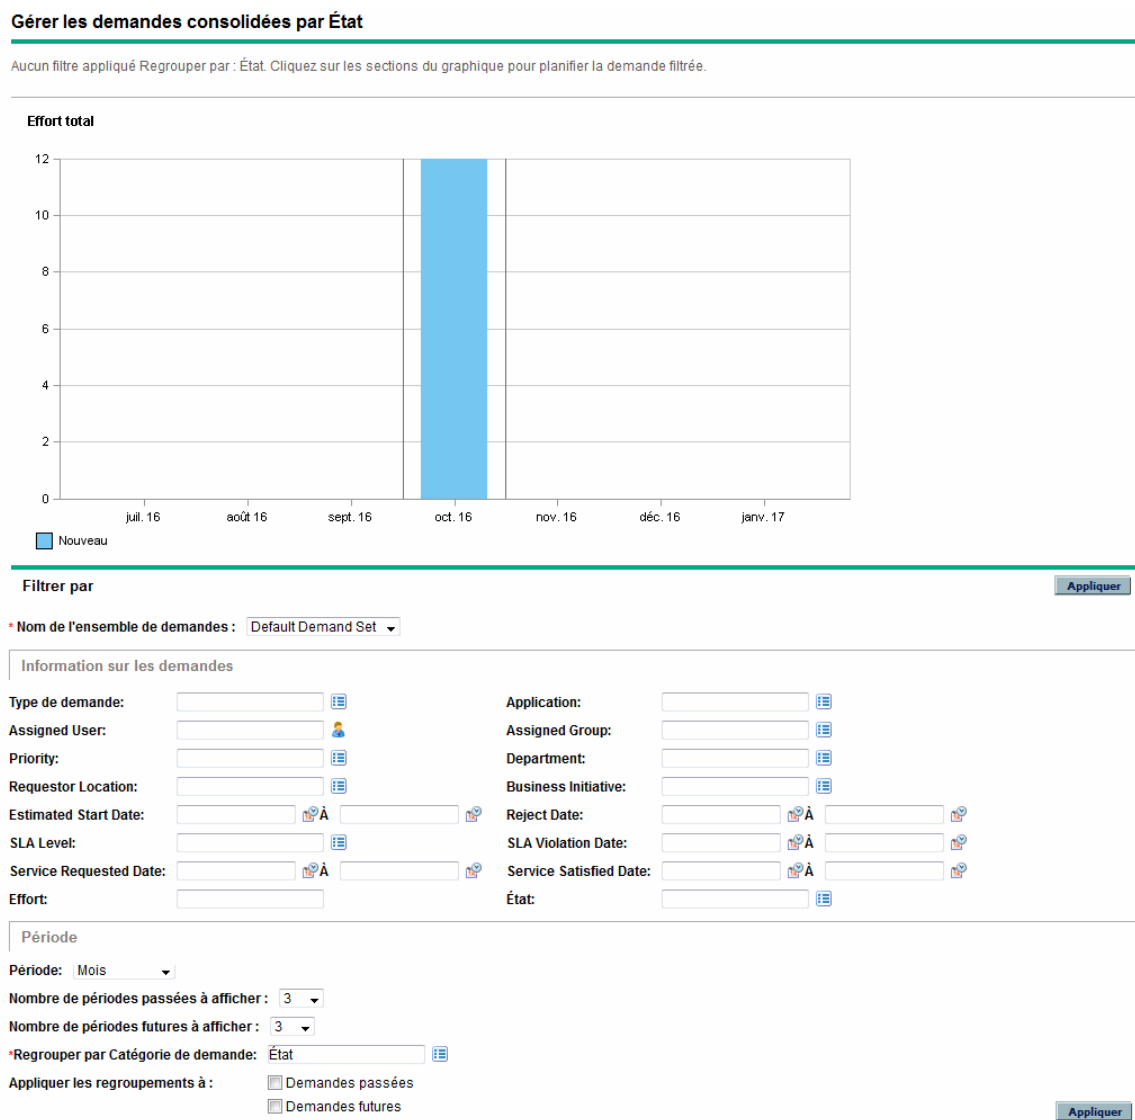 Gérer les demandes consolidées par État
Aucun filtre appliqué Regrouper par : État. Cliquez sur les sections du graphique pour planifier la demande filtrée.
Effort total
12
10
8
6
4
2
0
juil. 16 août 16 sept. 16 oct. 16 nov. 16 déc. 16 janv. 17
Nouveau
Filtrer par Appliquer
* Nom de l'ensemble de demandes : Default Demand Set
Information sur les demandes
Type de demande: Application:
Assigned User: Assigned Group:
Priority: Department:
Requestor Location: Business Initiative:
Estimated Start Date: À Reject Date: À
SLA Level: SLA Violation Date: À
Service Requested Date: À Service Satisfied Date: À
Effort: État:
Période
Période: Mois
Nombre de périodes passées à afficher : 3
Nombre de périodes futures à afficher : 3
*Regrouper par Catégorie de demande: État
Appliquer les regroupements à : Demandes passées
Demandes futures Appliquer